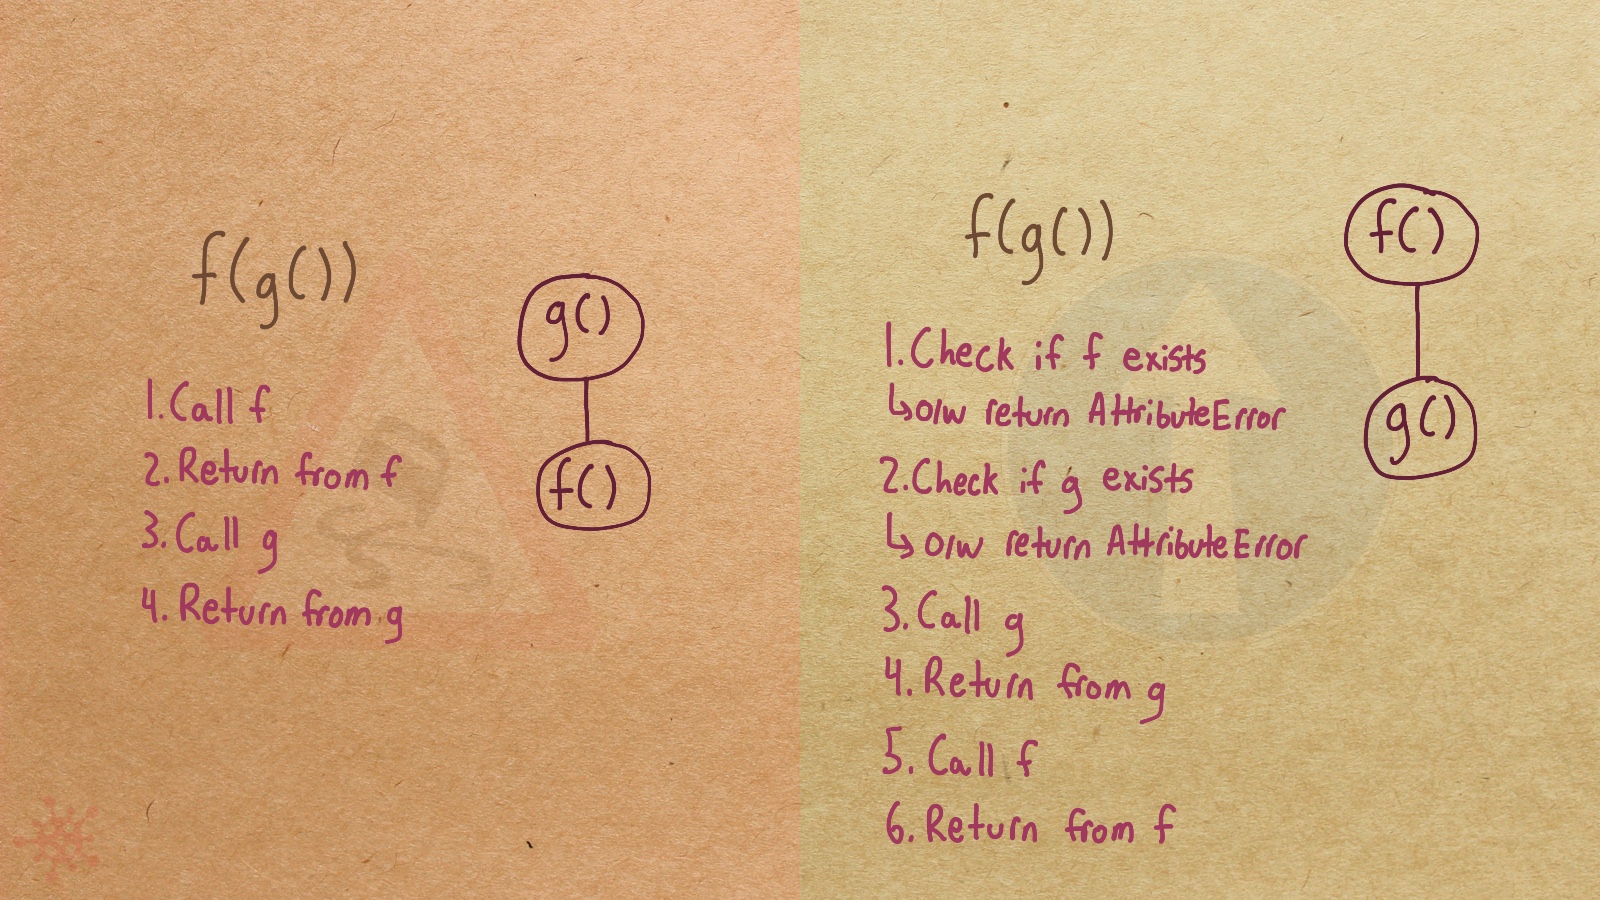 f(g())
1. Call f
2. Return from f
3. Call g
4. Return from g
g()
f()
f(g())
1. Check if f exists
↳ o/w return AttributeError
2. Check if g exists
↳ o/w return AttributeError
3. Call g
4. Return from g
5. Call f
6. Return from f
f()
g()